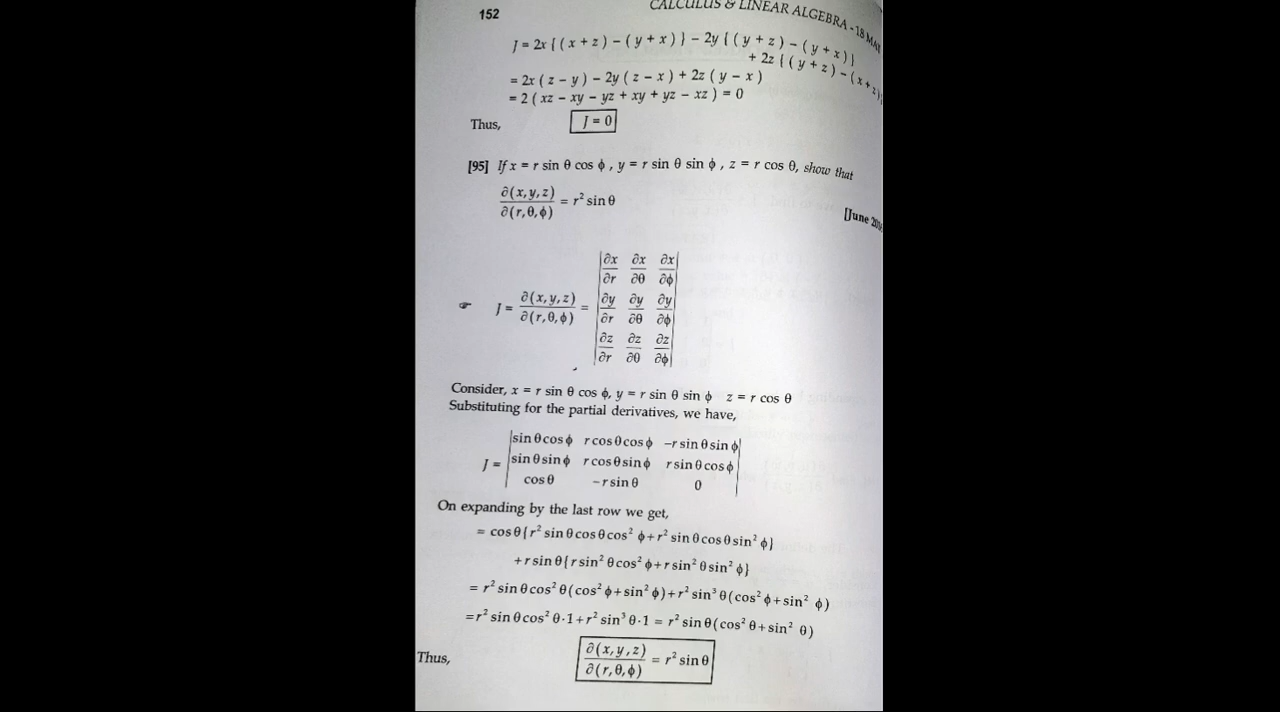 152
CALCULUS & LINEAR ALGEBRA - 18 MA
J = 2x { ( x + z ) − ( y + x ) } − 2y { ( y + z ) − ( y + x ) }
+ 2z { ( y + z ) − ( x + z ) }
= 2x ( z − y ) − 2y ( z − x ) + 2z ( y − x )
= 2 ( xz − xy − yz + xy + yz − xz ) = 0
Thus, J = 0
[95] If x = r sin θ cos ϕ , y = r sin θ sin ϕ , z = r cos θ, show that
∂(x,y,z)/∂(r,θ,ϕ) = r² sin θ
[June
J = ∂(x,y,z)/∂(r,θ,ϕ) = | ∂x/∂r ∂x/∂θ ∂x/∂ϕ |
| ∂y/∂r ∂y/∂θ ∂y/∂ϕ |
| ∂z/∂r ∂z/∂θ ∂z/∂ϕ |
Consider, x = r sin θ cos ϕ, y = r sin θ sin ϕ z = r cos θ
Substituting for the partial derivatives, we have,
J = | sin θ cos ϕ r cos θ cos ϕ −r sin θ sin ϕ |
| sin θ sin ϕ r cos θ sin ϕ r sin θ cos ϕ |
| cos θ −r sin θ 0 |
On expanding by the last row we get,
= cos θ { r² sin θ cos θ cos² ϕ + r² sin θ cos θ sin² ϕ }
+ r sin θ { r sin² θ cos² ϕ + r sin² θ sin² ϕ }
= r² sin θ cos² θ ( cos² ϕ + sin² ϕ ) + r² sin³ θ ( cos² ϕ + sin² ϕ )
= r² sin θ cos² θ · 1 + r² sin³ θ · 1 = r² sin θ ( cos² θ + sin² θ )
Thus, ∂(x,y,z)/∂(r,θ,ϕ) = r² sin θ